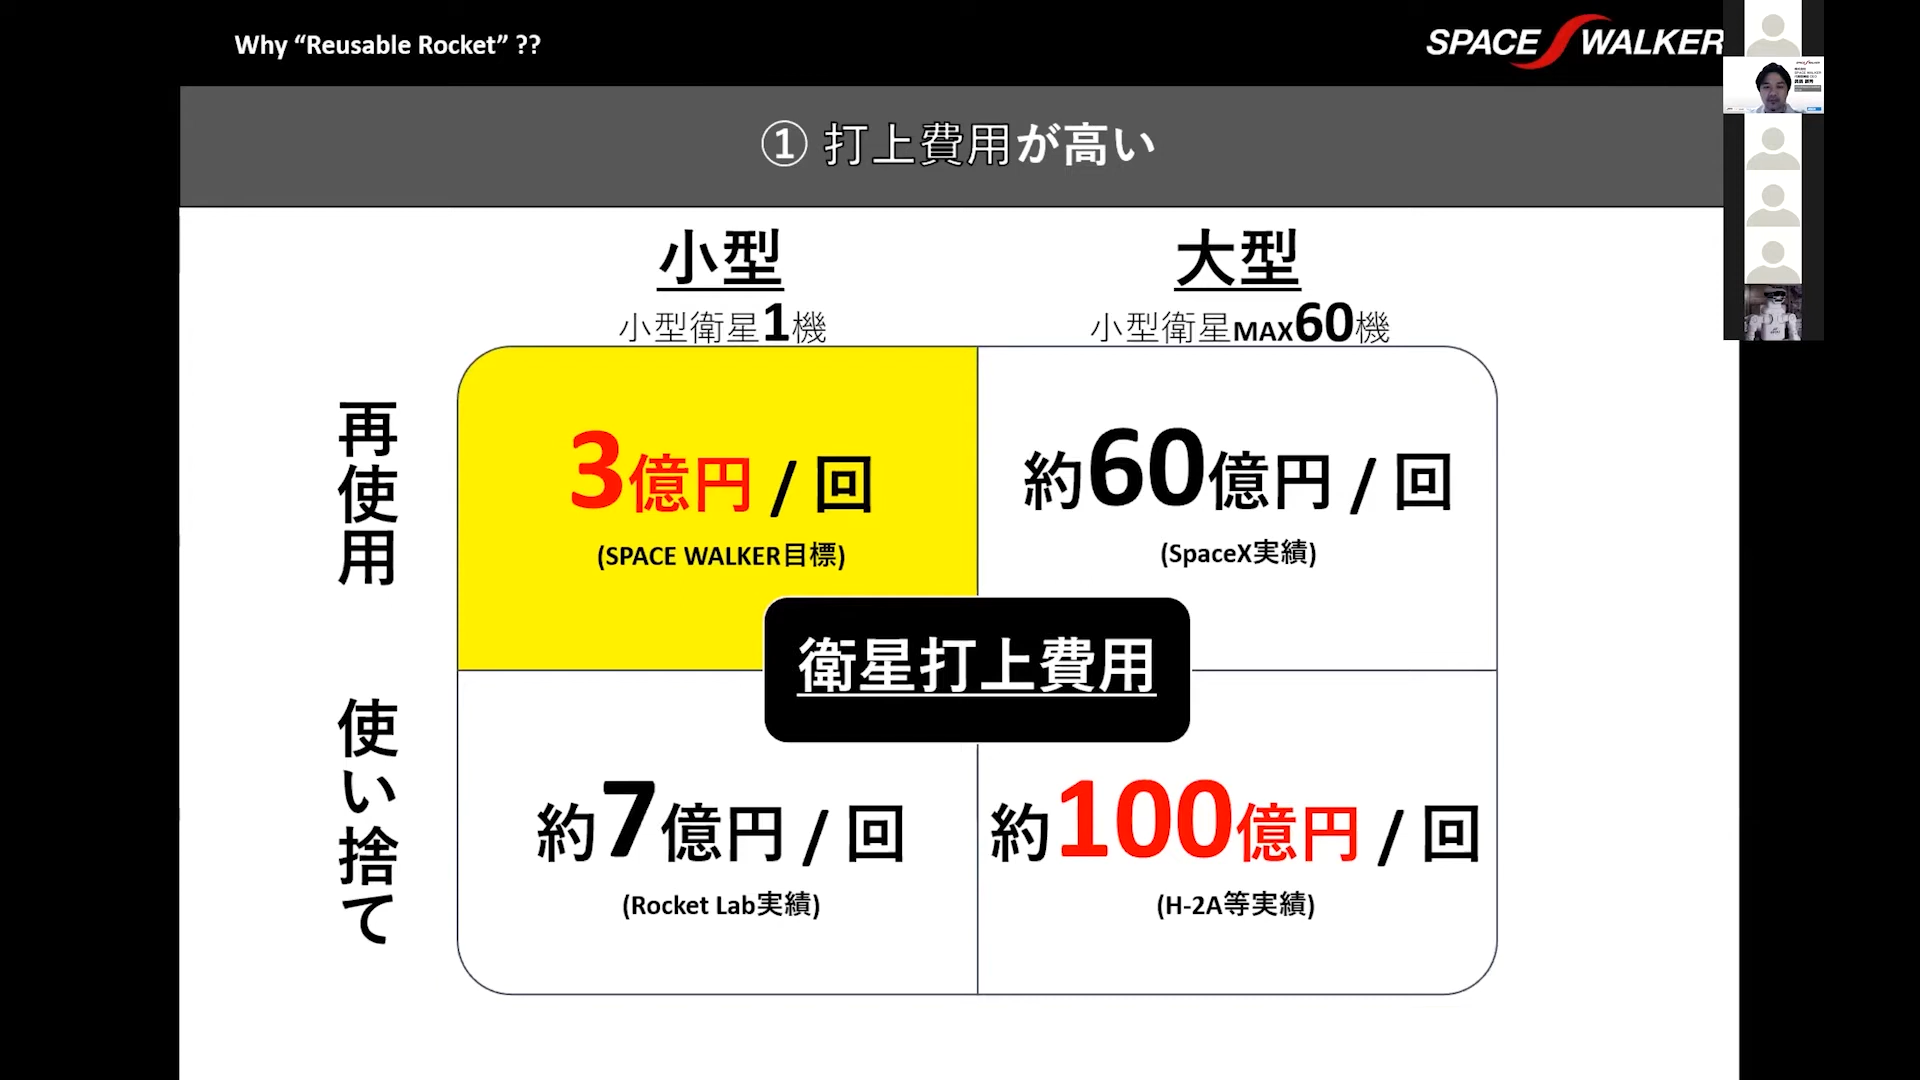 Why “Reusable Rocket” ??
SPACE WALKER
① 打上費用が高い
小型
小型衛星1機
大型
小型衛星MAX60機
再使用
3億円 / 回
(SPACE WALKER目標)
約60億円 / 回
(SpaceX実績)
衛星打上費用
使い捨て
約7億円 / 回
(Rocket Lab実績)
約100億円 / 回
(H-2A等実績)